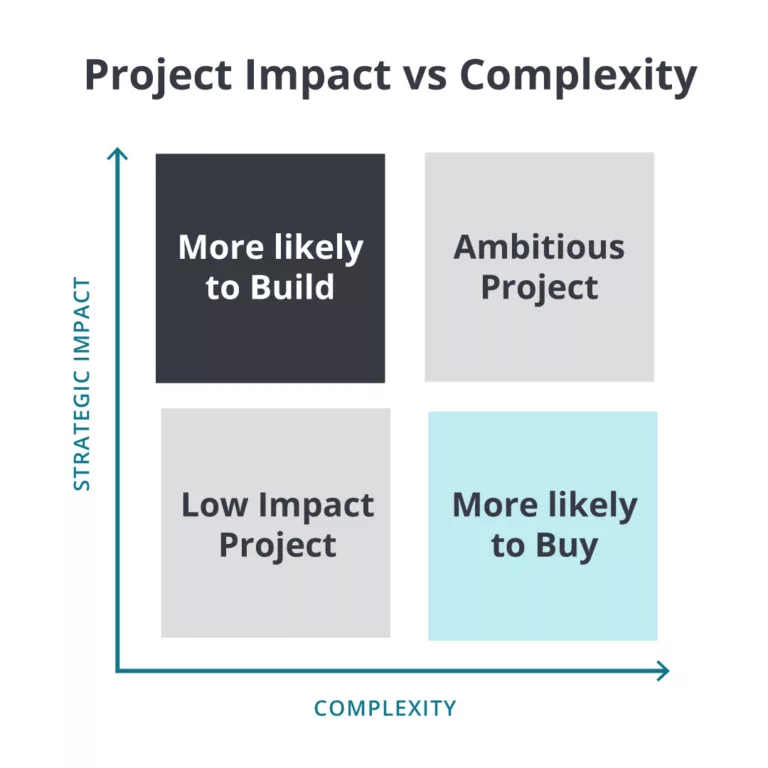 Project Impact vs Complexity
STRATEGIC IMPACT
More likely
to Build
Ambitious
Project
Low Impact
Project
More likely
to Buy
COMPLEXITY